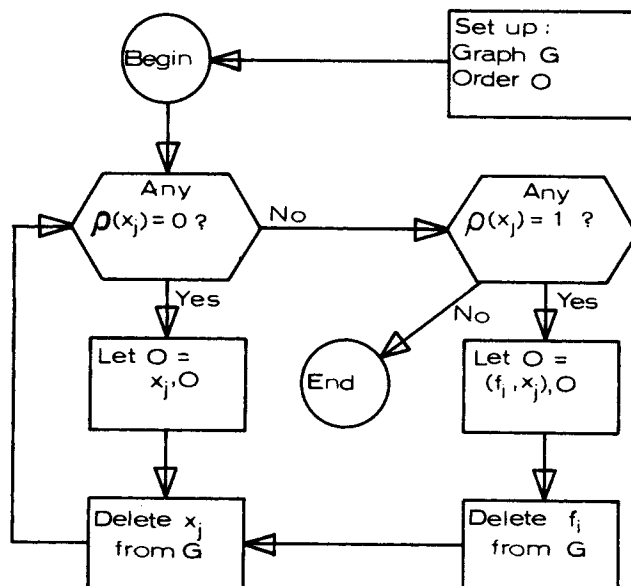 Begin
Set up :
Graph G
Order O
Any
ρ(xj) = 0 ?
No
Any
ρ(xj) = 1 ?
Yes
No
Yes
Let O =
xj,O
End
Let O =
(fi,xj),O
Delete xj
from G
Delete fi
from G